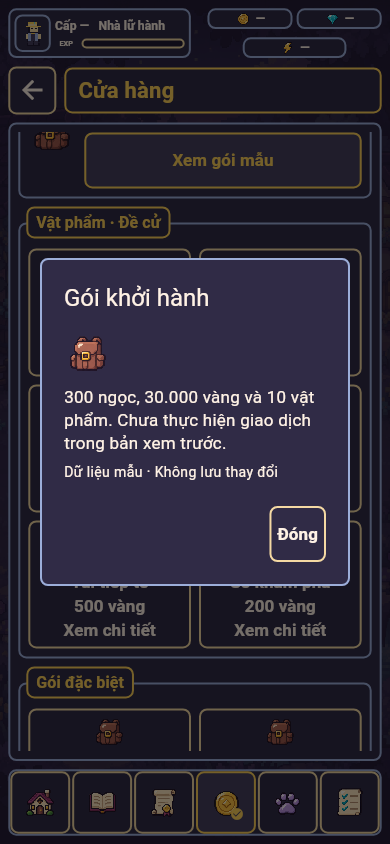 Cấp — Nhà lữ hành
EXP
—
—
—
Cửa hàng
Xem gói mẫu
Vật phẩm · Đề cử
Gói khởi hành
300 ngọc, 30.000 vàng và 10 vật
phẩm. Chưa thực hiện giao dịch
trong bản xem trước.
Dữ liệu mẫu · Không lưu thay đổi
Đóng
500 vàng
200 vàng
Xem chi tiết
Xem chi tiết
Gói đặc biệt